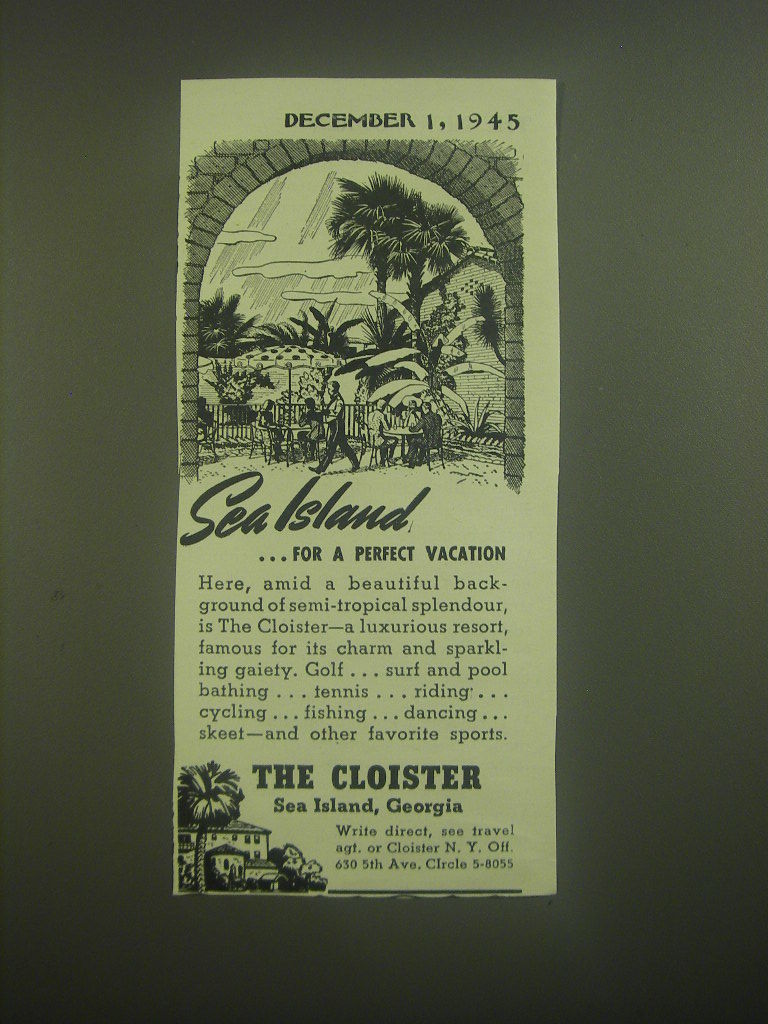 DECEMBER 1, 1945
Sea Island
...FOR A PERFECT VACATION
Here, amid a beautiful back-
ground of semi-tropical splendour,
is The Cloister—a luxurious resort,
famous for its charm and sparkl-
ing gaiety. Golf ... surf and pool
bathing ... tennis ... riding ...
cycling ... fishing ... dancing ...
skeet—and other favorite sports.
THE CLOISTER
Sea Island, Georgia
Write direct, see travel
agt. or Cloister N. Y. Off.
630 5th Ave. CIrcle 5-8055